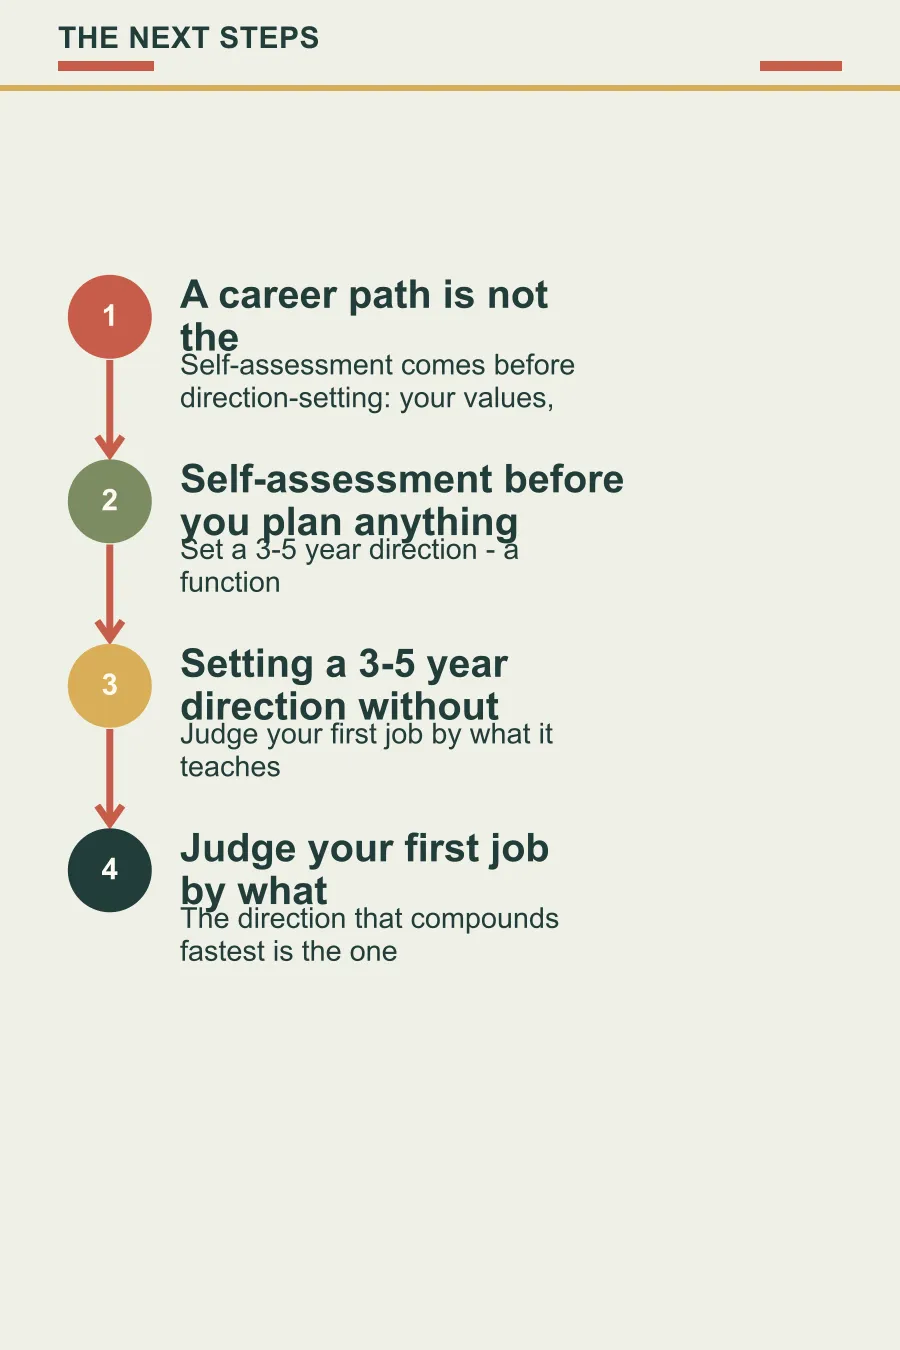 THE NEXT STEPS
1
A career path is not
the
Self-assessment comes before
direction-setting: your values,
2
Self-assessment before
you plan anything
Set a 3-5 year direction - a
function
3
Setting a 3-5 year
direction without
Judge your first job by what it
teaches
4
Judge your first job
by what
The direction that compounds
fastest is the one